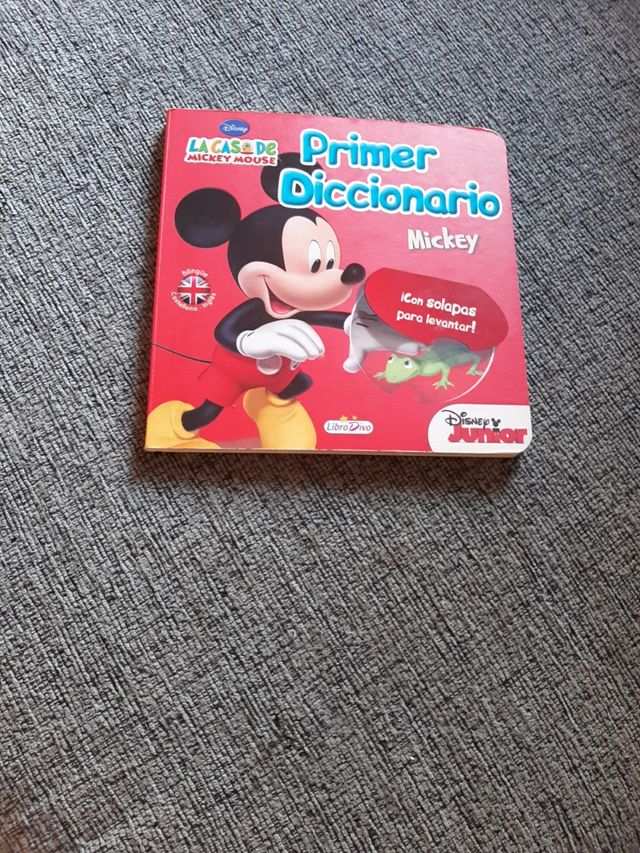 Disney
LA CASA DE
MICKEY MOUSE
Primer
Diccionario
Mickey
Bilingüe
Castellano - Inglés
¡Con solapas
para levantar!
LibroDivo
Disney
Junior